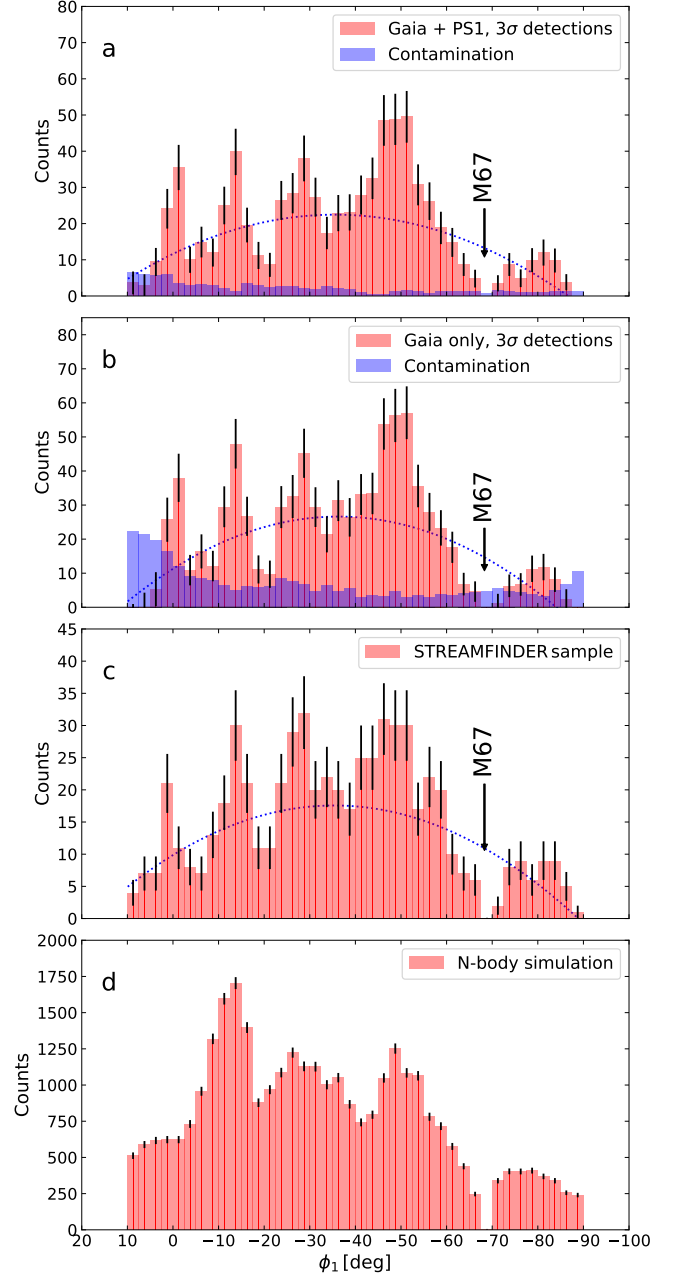 80
70
60
50
40
30
20
10
0
Counts
a
Gaia + PS1, 3σ detections
Contamination
M67
80
70
60
50
40
30
20
10
0
Counts
b
Gaia only, 3σ detections
Contamination
M67
45
40
35
30
25
20
15
10
5
0
Counts
c
STREAMFINDER sample
M67
2000
1750
1500
1250
1000
750
500
250
0
Counts
d
N-body simulation
20 10 0 −10 −20 −30 −40 −50 −60 −70 −80 −90 −100
ϕ₁ [deg]